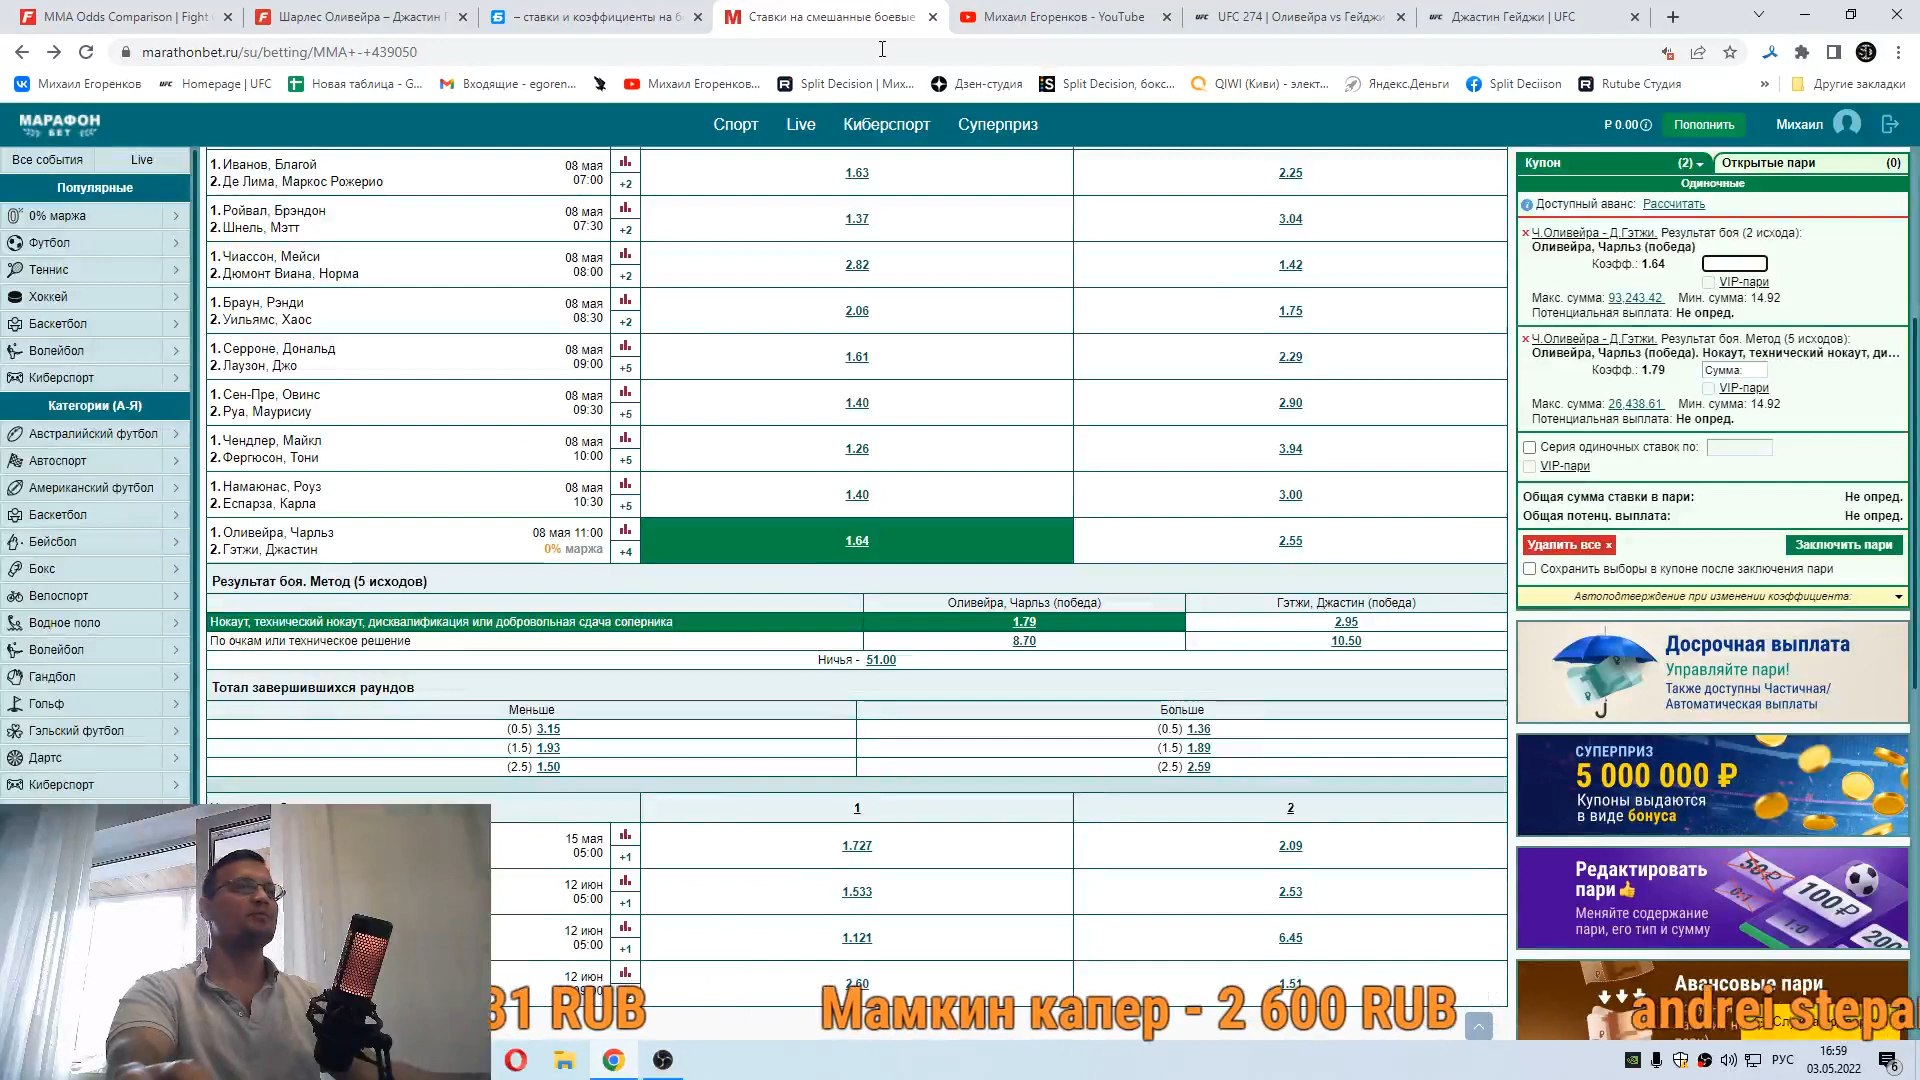 MMA Odds Comparison | Fight
Шарлес Оливейра – Джастин Г
– ставки и коэффициенты на б
Ставки на смешанные боевые
Михаил Егоренков - YouTube
UFC 274 | Оливейра vs Гейджи
Джастин Гейджи | UFC
marathonbet.ru/su/betting/MMA+-+439050
Михаил Егоренков
Homepage | UFC
Новая таблица - G...
Входящие - egoren...
Михаил Егоренков...
Split Decision | Мих...
Дзен-студия
Split Decision, бокс...
QIWI (Киви) - элект...
Яндекс.Деньги
Split Deciison
Rutube Студия
Другие закладки
МАРАФОН
БЕТ
Спорт Live Киберспорт Суперприз
Р 0.00 Пополнить Михаил
Все события Live
Популярные
0% маржа
Футбол
Теннис
Хоккей
Баскетбол
Волейбол
Киберспорт
Категории (А-Я)
Австралийский футбол
Автоспорт
Американский футбол
Баскетбол
Бейсбол
Бокс
Велоспорт
Водное поло
Волейбол
Гандбол
Гольф
Гэльский футбол
Дартс
Киберспорт
1. Иванов, Благой 08 мая 1.63 2.25
2. Де Лима, Маркос Рожерио 07:00 +2
1. Ройвал, Брэндон 08 мая 1.37 3.04
2. Шнель, Мэтт 07:30 +2
1. Чиассон, Мейси 08 мая 2.82 1.42
2. Дюмонт Виана, Норма 08:00 +2
1. Браун, Рэнди 08 мая 2.06 1.75
2. Уильямс, Хаос 08:30 +2
1. Серроне, Дональд 08 мая 1.61 2.29
2. Лаузон, Джо 09:00 +5
1. Сен-Пре, Овинс 08 мая 1.40 2.90
2. Руа, Маурисиу 09:30 +5
1. Чендлер, Майкл 08 мая 1.26 3.94
2. Фергюсон, Тони 10:00 +5
1. Намаюнас, Роуз 08 мая 1.40 3.00
2. Еспарза, Карла 10:30 +5
1. Оливейра, Чарльз 08 мая 11:00 1.64 2.55
2. Гэтжи, Джастин 0% маржа +4
Результат боя. Метод (5 исходов)
Оливейра, Чарльз (победа) Гэтжи, Джастин (победа)
Нокаут, технический нокаут, дисквалификация или добровольная сдача соперника 1.79 2.95
По очкам или техническое решение 8.70 10.50
Ничья - 51.00
Тотал завершившихся раундов
Меньше Больше
(0.5) 3.15 (0.5) 1.36
(1.5) 1.93 (1.5) 1.89
(2.5) 1.50 (2.5) 2.59
1 2
15 мая 1.727 2.09
05:00 +1
12 июн 1.533 2.53
05:00 +1
12 июн 1.121 6.45
05:00 +1
12 июн 2.60 1.51
Купон (2) Открытые пари (0)
Одиночные
Доступный аванс: Рассчитать
x Ч.Оливейра - Д.Гэтжи. Результат боя (2 исхода):
Оливейра, Чарльз (победа)
Коэфф.: 1.64
VIP-пари
Макс. сумма: 93,243.42 Мин. сумма: 14.92
Потенциальная выплата: Не опред.
x Ч.Оливейра - Д.Гэтжи. Результат боя. Метод (5 исходов):
Оливейра, Чарльз (победа). Нокаут, технический нокаут, ди...
Коэфф.: 1.79 Сумма:
VIP-пари
Макс. сумма: 26,438.61 Мин. сумма: 14.92
Потенциальная выплата: Не опред.
Серия одиночных ставок по:
VIP-пари
Общая сумма ставки в пари: Не опред.
Общая потенц. выплата: Не опред.
Удалить все x Заключить пари
Сохранить выборы в купоне после заключения пари
Автоподтверждение при изменении коэффициента:
Досрочная выплата
Управляйте пари!
Также доступны Частичная/
Автоматическая выплаты
СУПЕРПРИЗ
5 000 000 ₽
Купоны выдаются
в виде бонуса
Редактировать
пари
Меняйте содержание
пари, его тип и сумму
100₽
200
Авансовые пари
31 RUB Мамкин капер - 2 600 RUB andrei stepa
РУС
16:59
03.05.2022
6